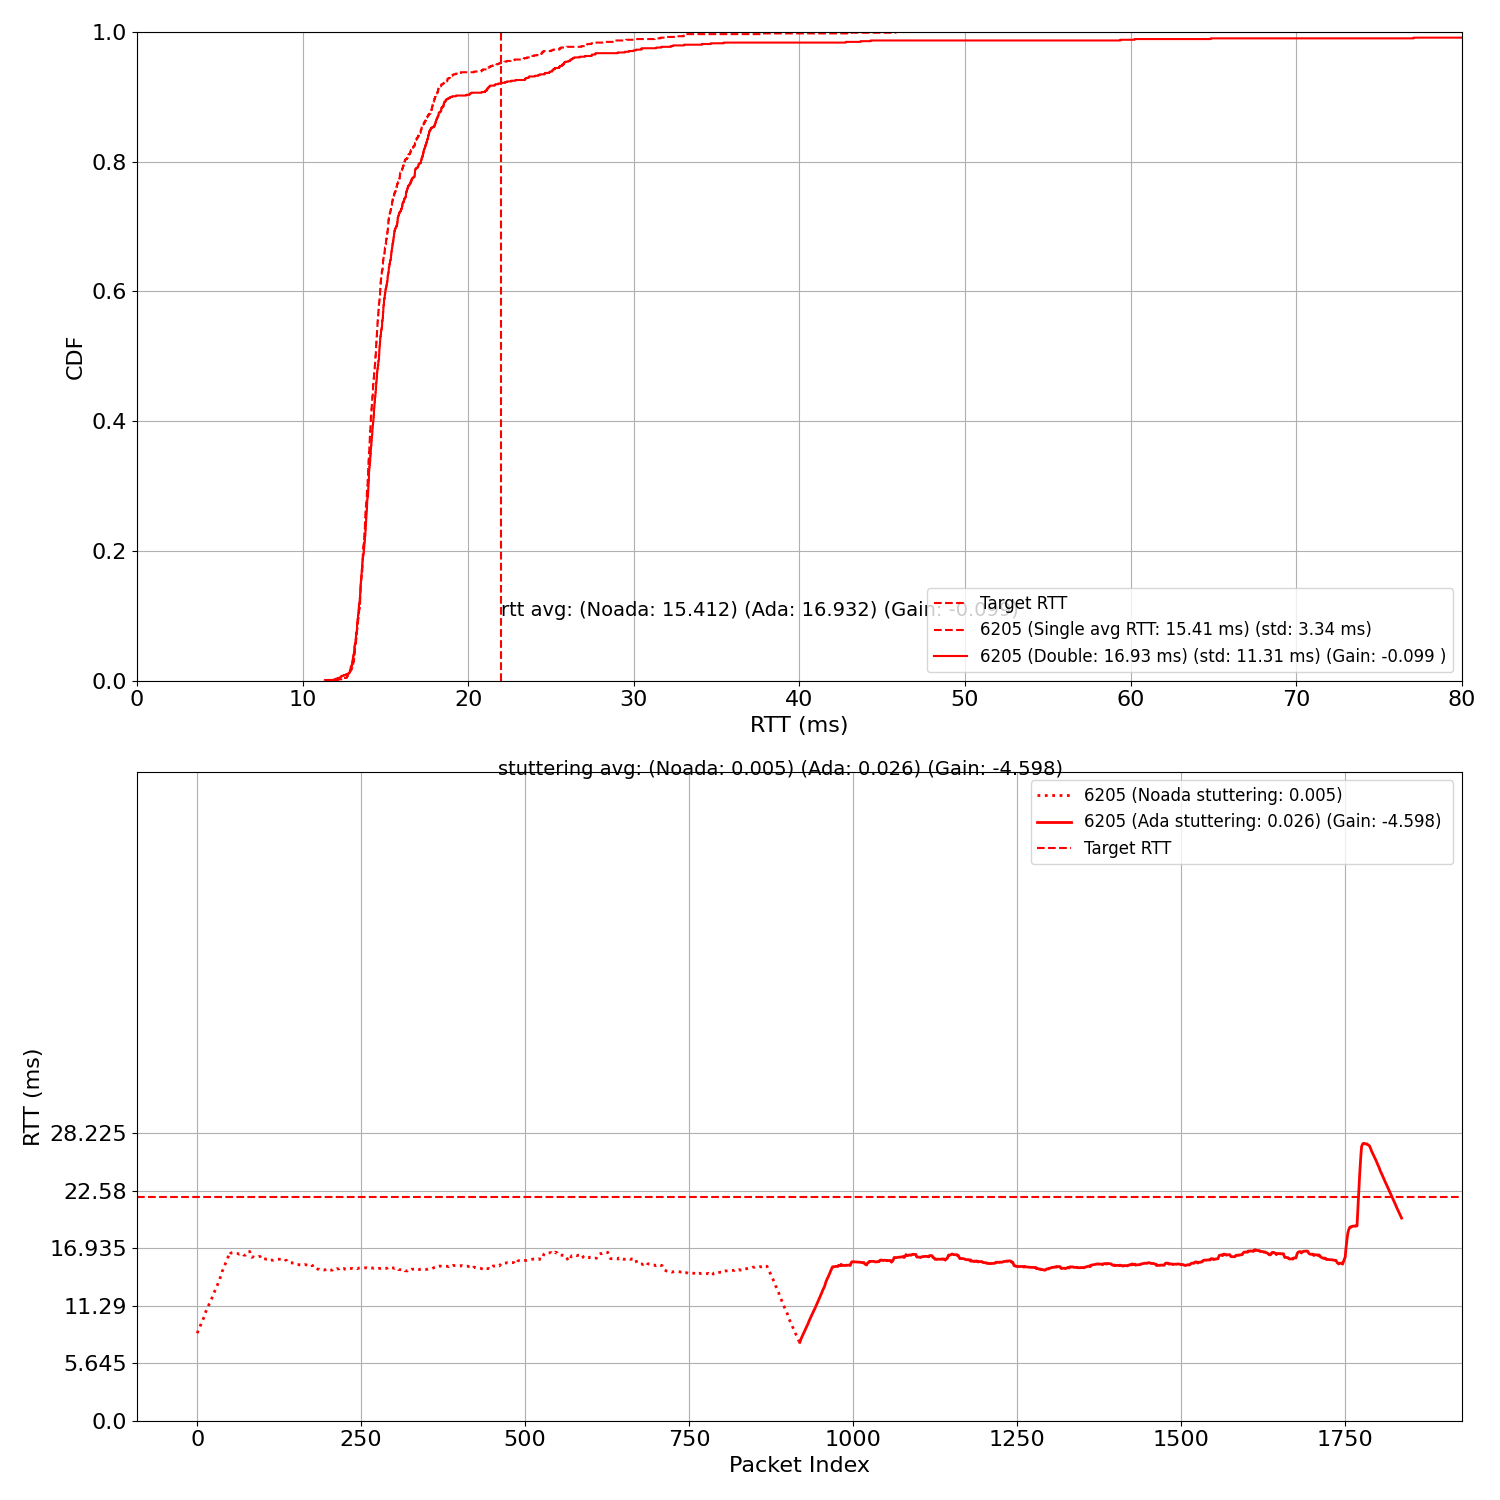 1.0
0.8
0.6
0.4
0.2
0.0
CDF
rtt avg: (Noada: 15.412) (Ada: 16.932) (Gain: -0.099)
Target RTT
6205 (Single avg RTT: 15.41 ms) (std: 3.34 ms)
6205 (Double: 16.93 ms) (std: 11.31 ms) (Gain: -0.099 )
0 10 20 30 40 50 60 70 80
RTT (ms)
stuttering avg: (Noada: 0.005) (Ada: 0.026) (Gain: -4.598)
6205 (Noada stuttering: 0.005)
6205 (Ada stuttering: 0.026) (Gain: -4.598)
Target RTT
RTT (ms)
28.225
22.58
16.935
11.29
5.645
0.0
0 250 500 750 1000 1250 1500 1750
Packet Index